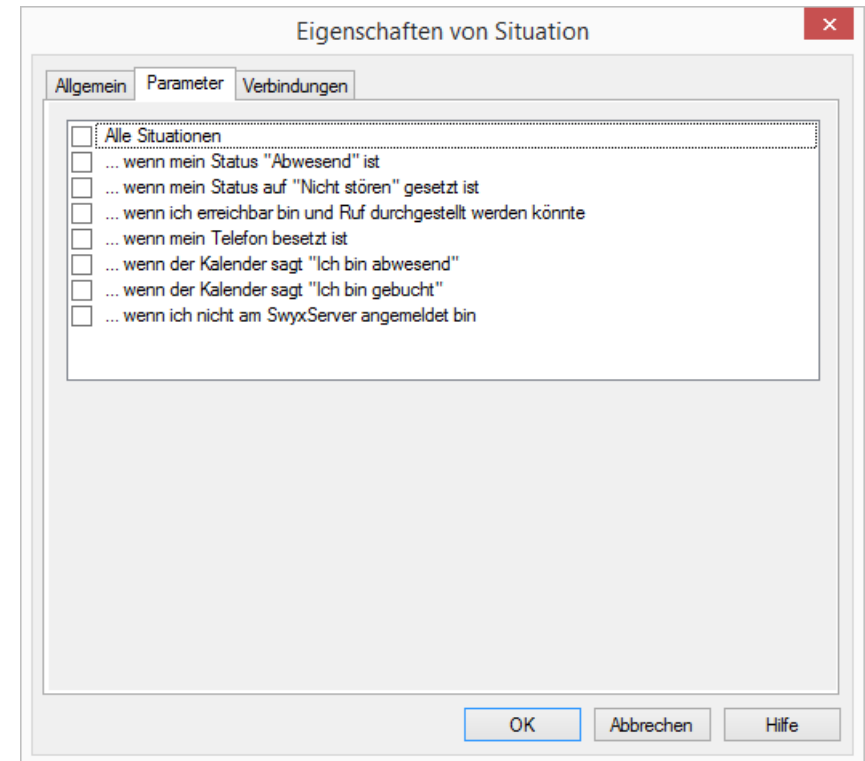 Eigenschaften von Situation
Allgemein Parameter Verbindungen
Alle Situationen
... wenn mein Status "Abwesend" ist
... wenn mein Status auf "Nicht stören" gesetzt ist
... wenn ich erreichbar bin und Ruf durchgestellt werden könnte
... wenn mein Telefon besetzt ist
... wenn der Kalender sagt "Ich bin abwesend"
... wenn der Kalender sagt "Ich bin gebucht"
... wenn ich nicht am SwyxServer angemeldet bin
OK Abbrechen Hilfe